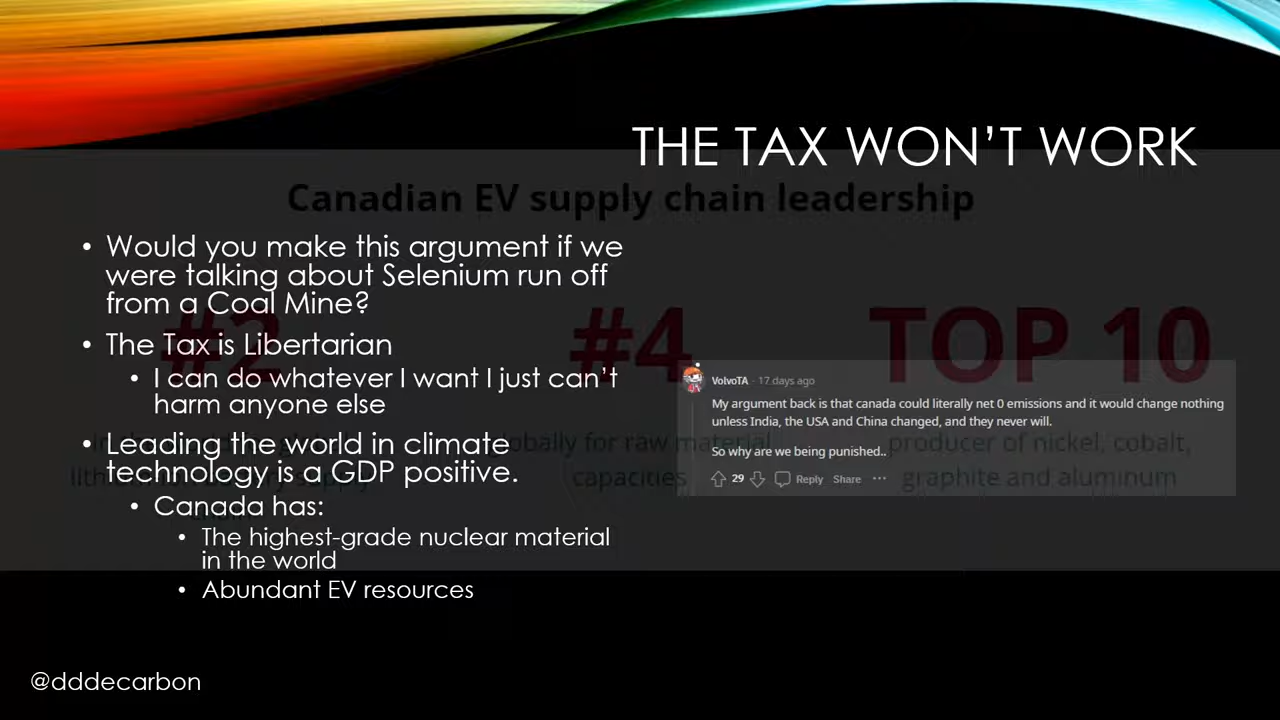 THE TAX WON'T WORK
Canadian EV supply chain leadership
• Would you make this argument if we
were talking about Selenium run off
from a Coal Mine?
• The Tax is Libertarian
• I can do whatever I want I just can't
harm anyone else
• Leading the world in climate
technology is a GDP positive.
• Canada has:
• The highest-grade nuclear material
in the world
• Abundant EV resources
#2
#4
TOP 10
globally for raw material
capacities
producer of nickel, cobalt,
graphite and aluminum
VolvoTA · 17 days ago
My argument back is that canada could literally net 0 emissions and it would change nothing
unless India, the USA and China changed, and they never will.
So why are we being punished..
29 Reply Share ···
@dddecarbon